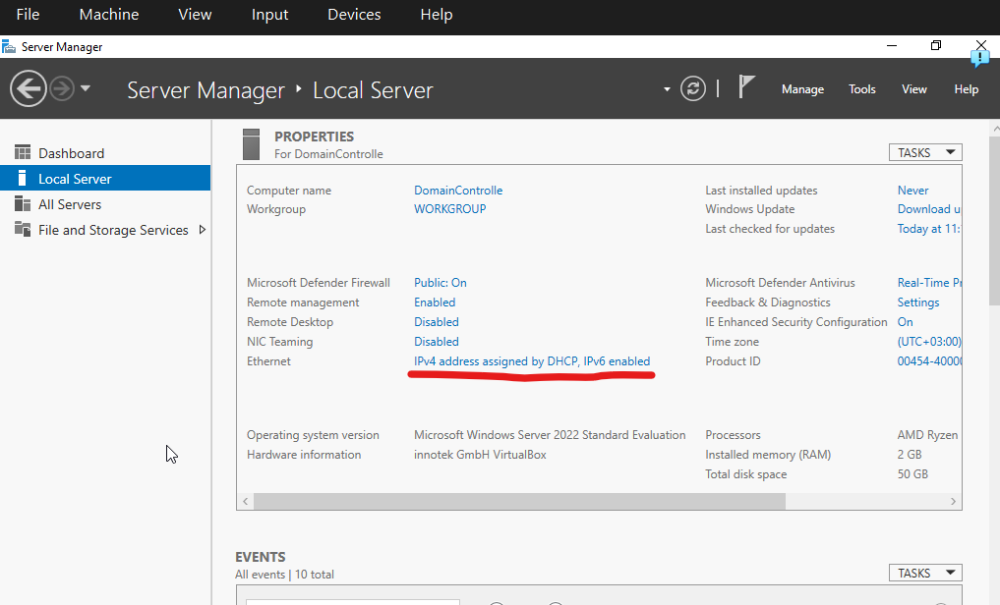 File Machine View Input Devices Help
Server Manager
Server Manager Local Server
Manage Tools View Help
Dashboard
Local Server
All Servers
File and Storage Services
PROPERTIES
For DomainControlle
TASKS
Computer name DomainControlle Last installed updates Never
Workgroup WORKGROUP Windows Update Download u
Last checked for updates Today at 11:
Microsoft Defender Firewall Public: On Microsoft Defender Antivirus Real-Time Pr
Remote management Enabled Feedback & Diagnostics Settings
Remote Desktop Disabled IE Enhanced Security Configuration On
NIC Teaming Disabled Time zone (UTC+03:00)
Ethernet IPv4 address assigned by DHCP, IPv6 enabled Product ID 00454-40000
Operating system version Microsoft Windows Server 2022 Standard Evaluation Processors AMD Ryzen
Hardware information innotek GmbH VirtualBox Installed memory (RAM) 2 GB
Total disk space 50 GB
EVENTS
All events | 10 total
TASKS